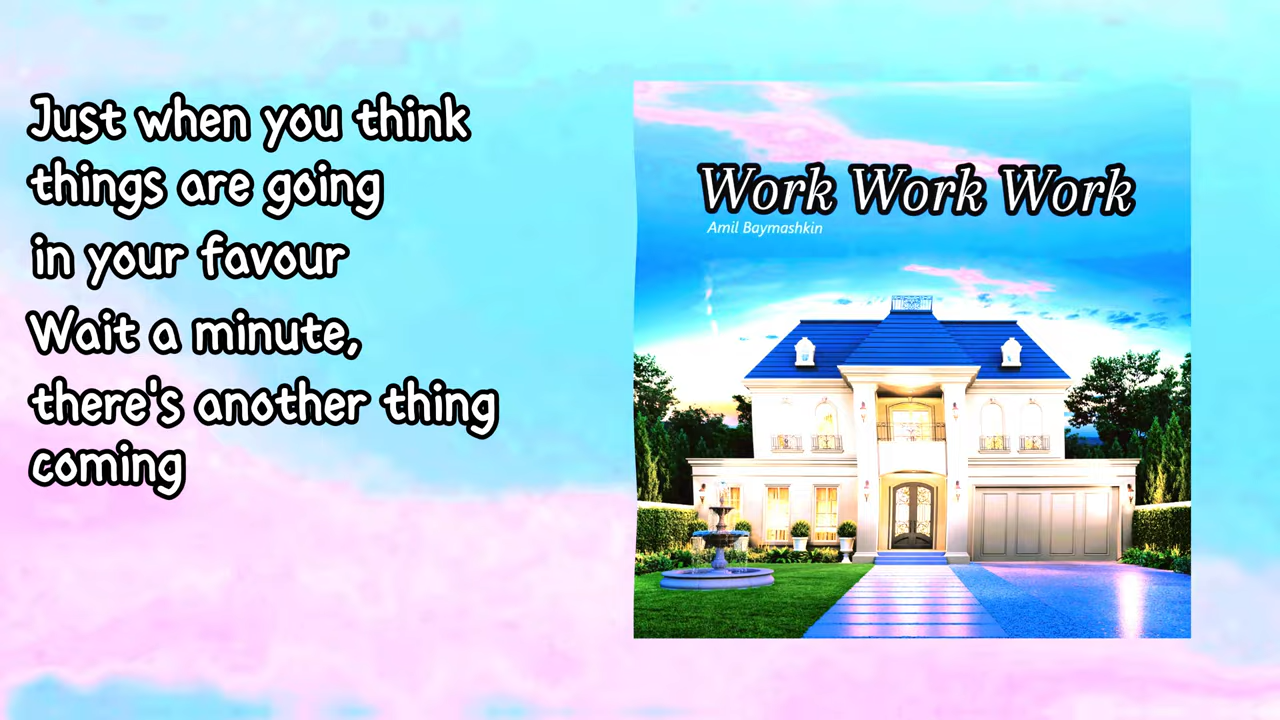 Just when you think
things are going
in your favour
Wait a minute,
there's another thing
coming
Work Work Work
Amil Baymashkin